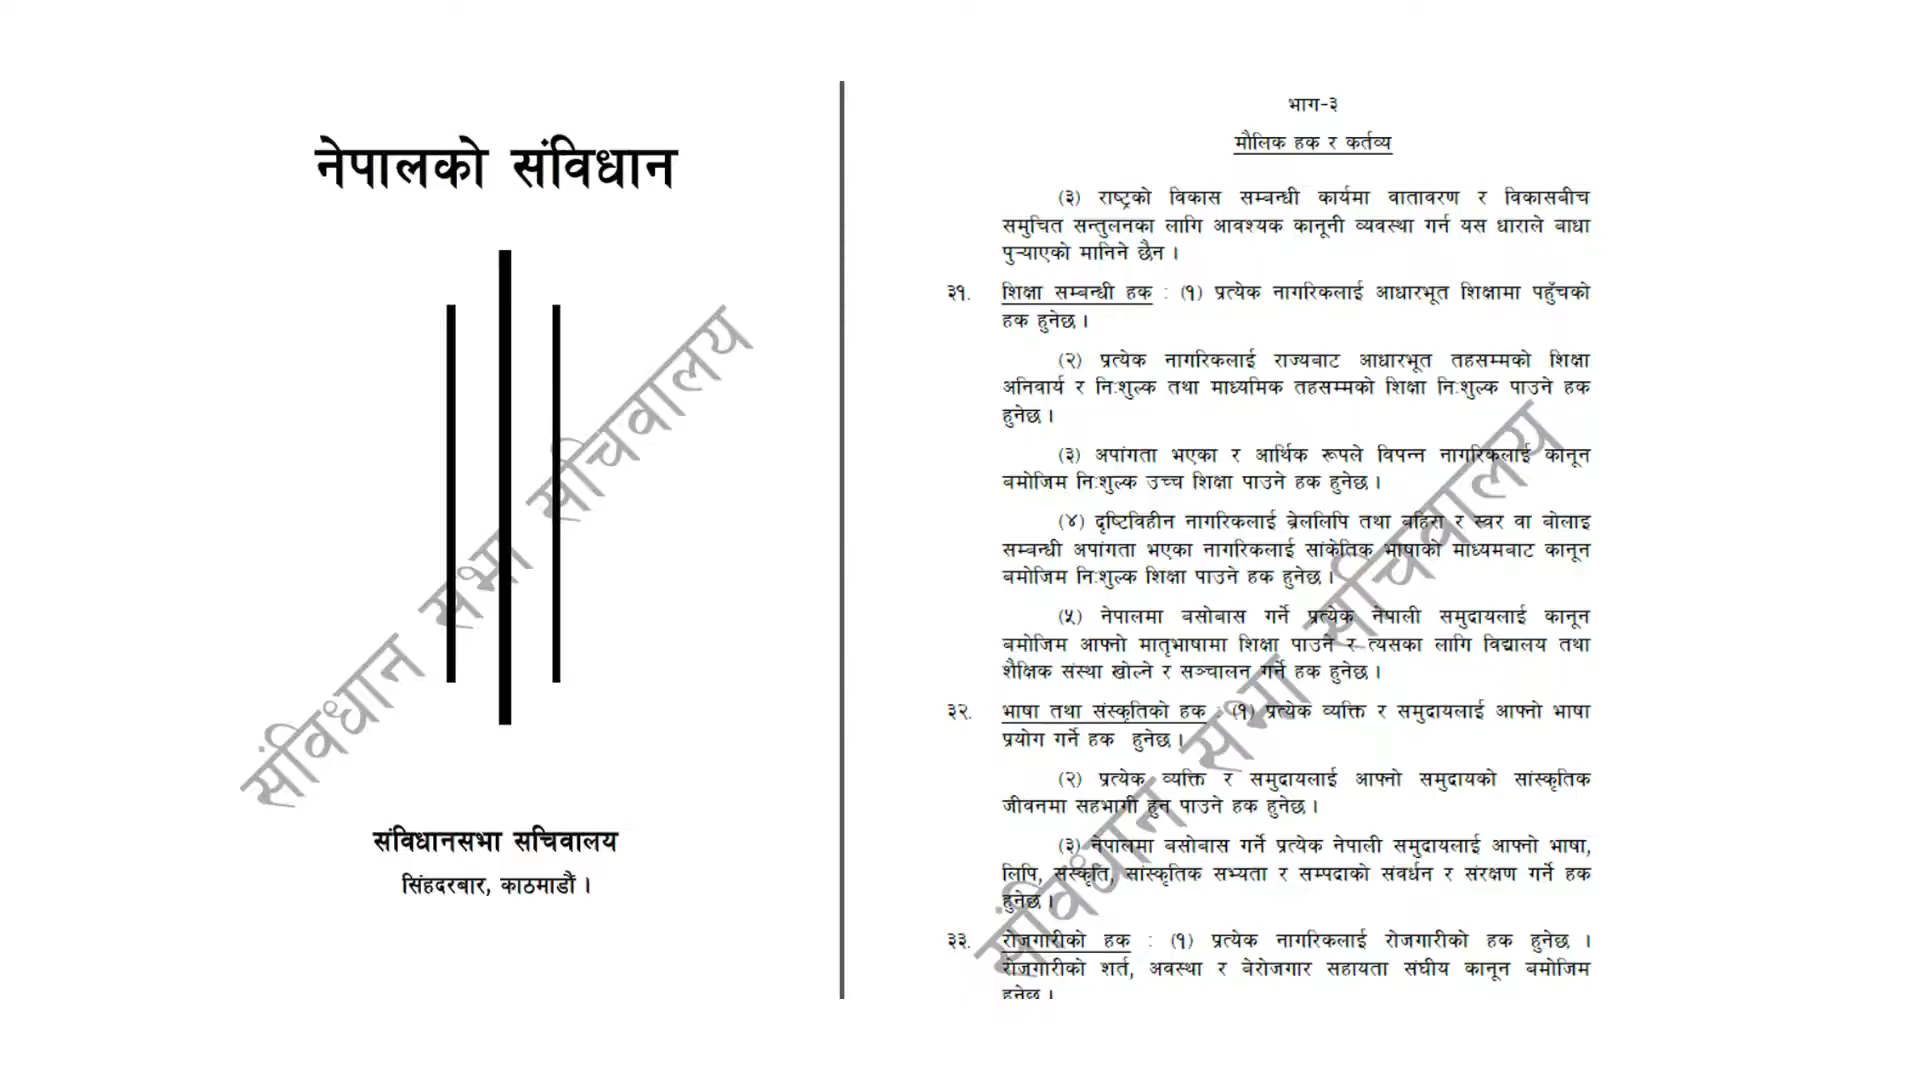 नेपालको संविधान
संविधान सभा सचिवालय
संविधानसभा सचिवालय
सिंहदरबार, काठमाडौं ।
भाग-३
मौलिक हक र कर्तव्य
(३) राष्ट्रको विकास सम्बन्धी कार्यमा वातावरण र विकासबीच
समुचित सन्तुलनका लागि आवश्यक कानूनी व्यवस्था गर्न यस धाराले बाधा
पुऱ्याएको मानिने छैन ।
३१. शिक्षा सम्बन्धी हक : (१) प्रत्येक नागरिकलाई आधारभूत शिक्षामा पहुँचको
हक हुनेछ ।
(२) प्रत्येक नागरिकलाई राज्यबाट आधारभूत तहसम्मको शिक्षा
अनिवार्य र निःशुल्क तथा माध्यमिक तहसम्मको शिक्षा निःशुल्क पाउने हक
हुनेछ ।
(३) अपांगता भएका र आर्थिक रूपले विपन्न नागरिकलाई कानून
बमोजिम निःशुल्क उच्च शिक्षा पाउने हक हुनेछ ।
(४) दृष्टिविहीन नागरिकलाई ब्रेललिपि तथा बहिरा र स्वर वा बोलाइ
सम्बन्धी अपांगता भएका नागरिकलाई सांकेतिक भाषाको माध्यमबाट कानून
बमोजिम निःशुल्क शिक्षा पाउने हक हुनेछ ।
(५) नेपालमा बसोबास गर्ने प्रत्येक नेपाली समुदायलाई कानून
बमोजिम आफ्नो मातृभाषामा शिक्षा पाउने र त्यसका लागि विद्यालय तथा
शैक्षिक संस्था खोल्ने र सञ्चालन गर्ने हक हुनेछ ।
३२. भाषा तथा संस्कृतिको हक : (१) प्रत्येक व्यक्ति र समुदायलाई आफ्नो भाषा
प्रयोग गर्ने हक हुनेछ ।
(२) प्रत्येक व्यक्ति र समुदायलाई आफ्नो समुदायको सांस्कृतिक
जीवनमा सहभागी हुन पाउने हक हुनेछ ।
(३) नेपालमा बसोबास गर्ने प्रत्येक नेपाली समुदायलाई आफ्नो भाषा,
लिपि, संस्कृति, सांस्कृतिक सभ्यता र सम्पदाको संवर्धन र संरक्षण गर्ने हक
हुनेछ ।
३३. रोजगारीको हक : (१) प्रत्येक नागरिकलाई रोजगारीको हक हुनेछ ।
रोजगारीको शर्त, अवस्था र बेरोजगार सहायता संघीय कानून बमोजिम
हुनेछ ।
संविधान सभा सचिवालय